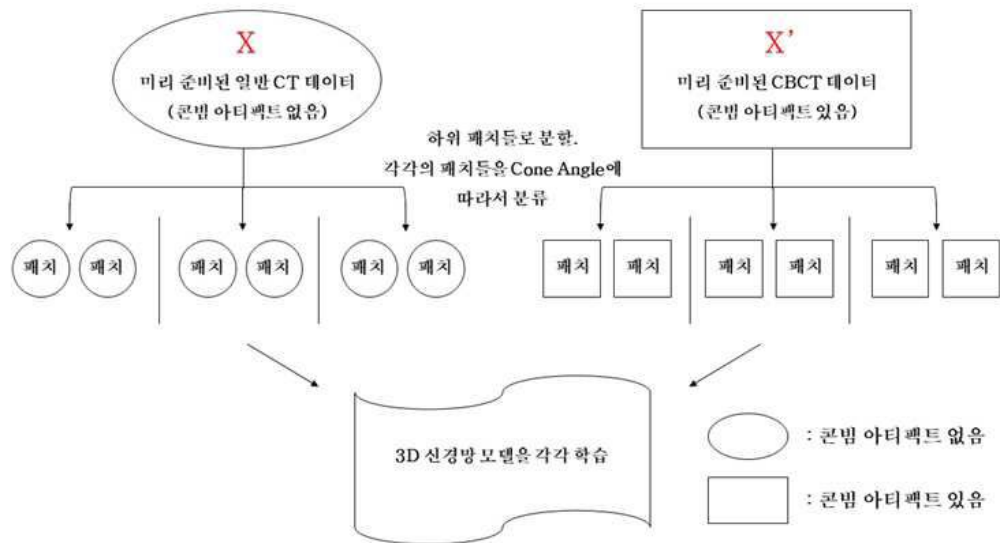 X
미리 준비된 일반 CT 데이터
(콘빔 아티팩트 없음)
X’
미리 준비된 CBCT 데이터
(콘빔 아티팩트 있음)
하위 패치들로 분할.
각각의 패치들을 Cone Angle에
따라서 분류
패치 패치 패치 패치 패치 패치 패치 패치 패치 패치 패치 패치
3D 신경망 모델을 각각 학습
: 콘빔 아티팩트 없음
: 콘빔 아티팩트 있음